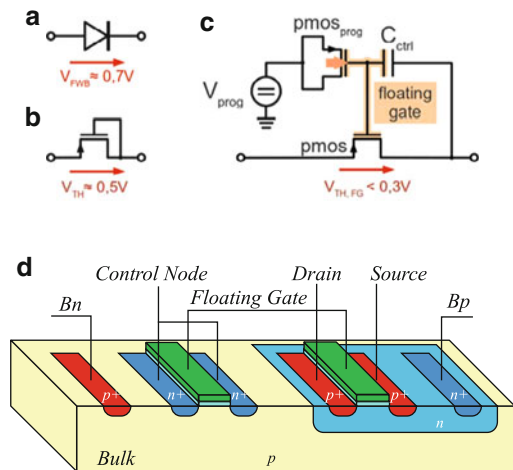 a
V_FWB ≈ 0,7V
b
V_TH ≈ 0,5V
c
pmos_prog
C_ctrl
V_prog
floating
gate
pmos
V_TH, FG < 0,3V
d
Control Node
Drain
Source
Bn
Floating Gate
Bp
p+
n+
n+
p+
p+
n+
n
Bulk
p